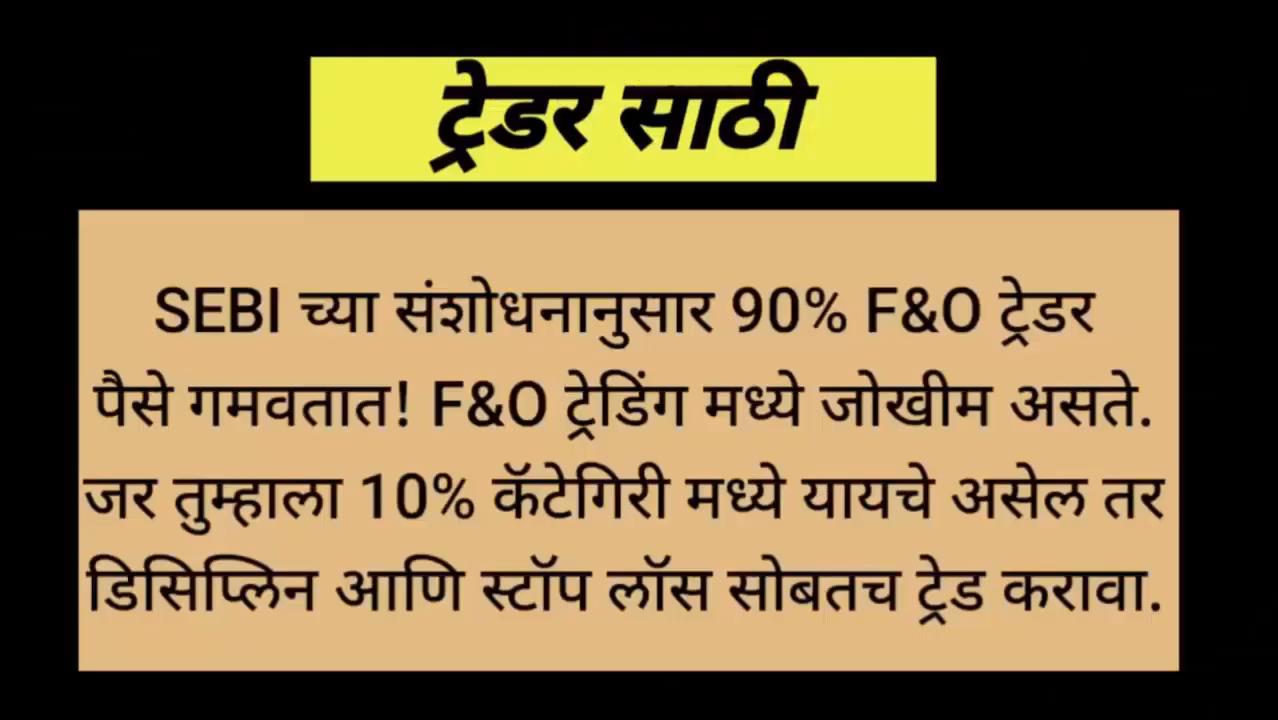 ट्रेडर साठी
SEBI च्या संशोधनानुसार 90% F&O ट्रेडर
पैसे गमवतात! F&O ट्रेडिंग मध्ये जोखीम असते.
जर तुम्हाला 10% कॅटेगिरी मध्ये यायचे असेल तर
डिसिप्लिन आणि स्टॉप लॉस सोबतच ट्रेड करावा.